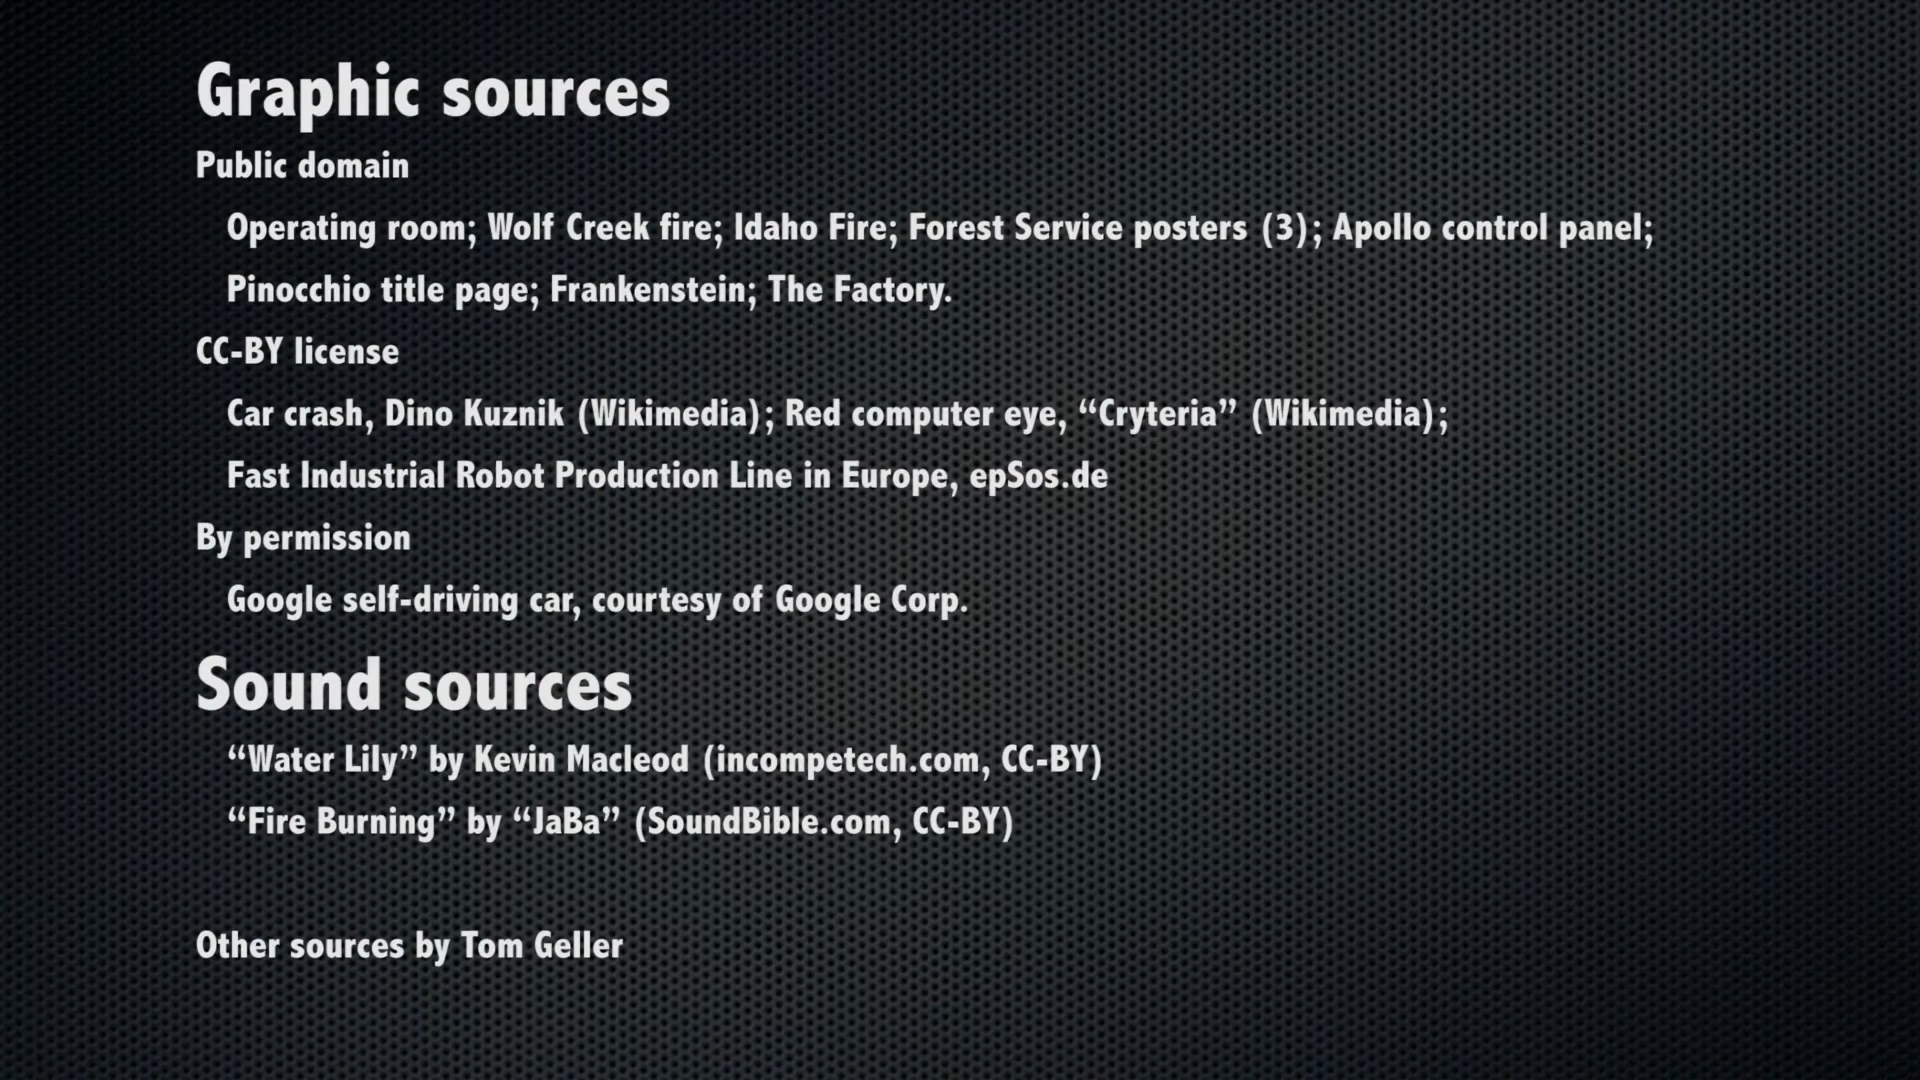 Graphic sources
Public domain
Operating room; Wolf Creek fire; Idaho Fire; Forest Service posters (3); Apollo control panel;
Pinocchio title page; Frankenstein; The Factory.
CC-BY license
Car crash, Dino Kuznik (Wikimedia); Red computer eye, “Cryteria” (Wikimedia);
Fast Industrial Robot Production Line in Europe, epSos.de
By permission
Google self-driving car, courtesy of Google Corp.
Sound sources
“Water Lily” by Kevin Macleod (incompetech.com, CC-BY)
“Fire Burning” by “JaBa” (SoundBible.com, CC-BY)
Other sources by Tom Geller